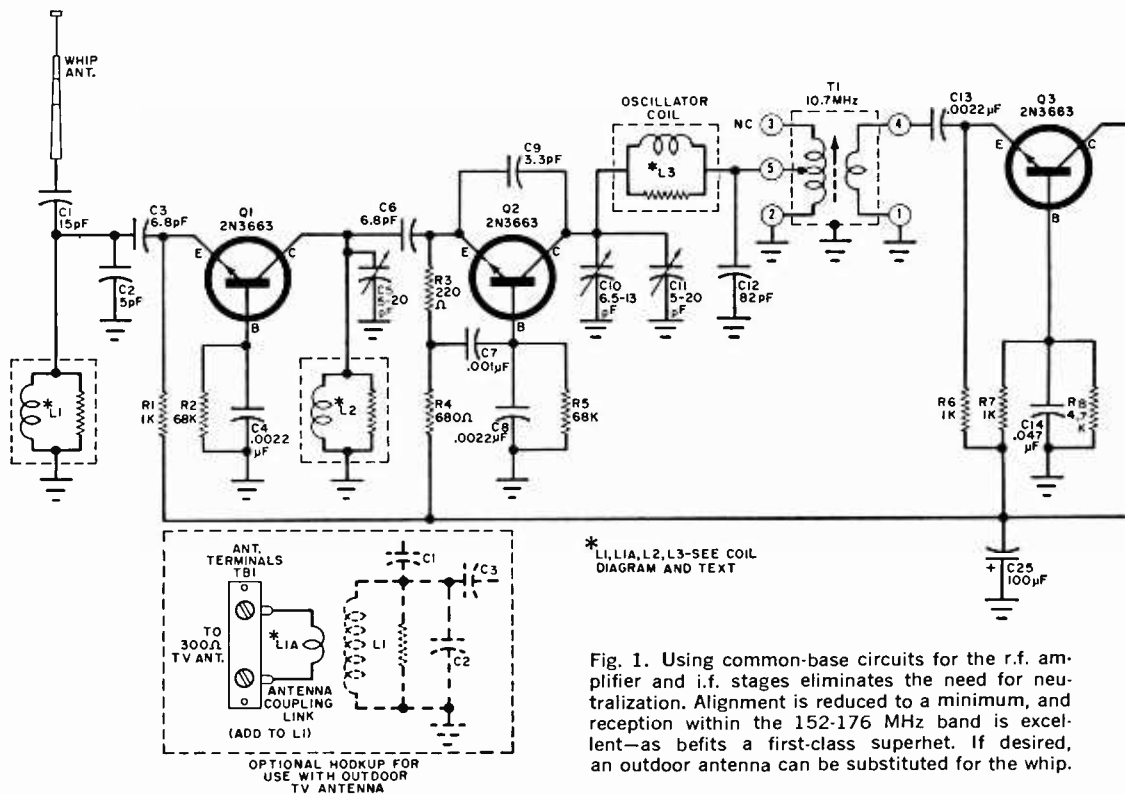 WHIP
ANT.
C1
15pF
C3
6.8pF
C2
5pF
*L1
R1
1K
Q1
2N3663
E
C
B
R2
68K
C4
.0022
µF
*L2
20
C6
6.8pF
R3
220
Ω
R4
680Ω
C7
.001µF
C9
3.3pF
Q2
2N3663
E
C
B
C8
.0022µF
R5
68K
OSCILLATOR
COIL
*L3
C10
6.5-13
pF
C11
5-20
pF
C12
82pF
T1
10.7MHz
NC
3
5
2
4
1
C13
.0022µF
Q3
2N3663
E
C
B
R6
1K
R7
1K
C14
.047
µF
R8
4.7
K
+
C25
100µF
*L1, L1A, L2, L3-SEE COIL
DIAGRAM AND TEXT
ANT.
TERMINALS
TB1
TO
300Ω
TV ANT.
*L1A
ANTENNA
COUPLING
LINK
(ADD TO L1)
C1
C3
L1
C2
OPTIONAL HOOKUP FOR
USE WITH OUTDOOR
TV ANTENNA
Fig. 1. Using common-base circuits for the r.f. am-
plifier and i.f. stages eliminates the need for neu-
tralization. Alignment is reduced to a minimum, and
reception within the 152-176 MHz band is excel-
lent—as befits a first-class superhet. If desired,
an outdoor antenna can be substituted for the whip.